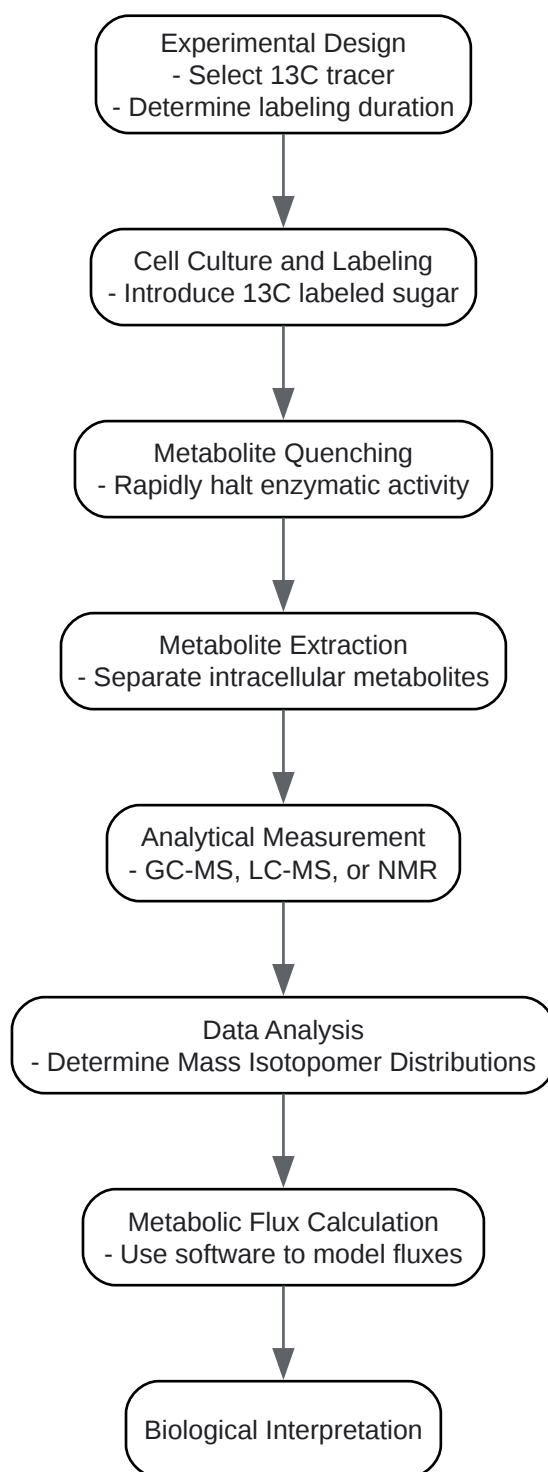 Experimental Design
- Select 13C tracer
- Determine labeling duration
Cell Culture and Labeling
- Introduce 13C labeled sugar
Metabolite Quenching
- Rapidly halt enzymatic activity
Metabolite Extraction
- Separate intracellular metabolites
Analytical Measurement
- GC-MS, LC-MS, or NMR
Data Analysis
- Determine Mass Isotopomer Distributions
Metabolic Flux Calculation
- Use software to model fluxes
Biological Interpretation